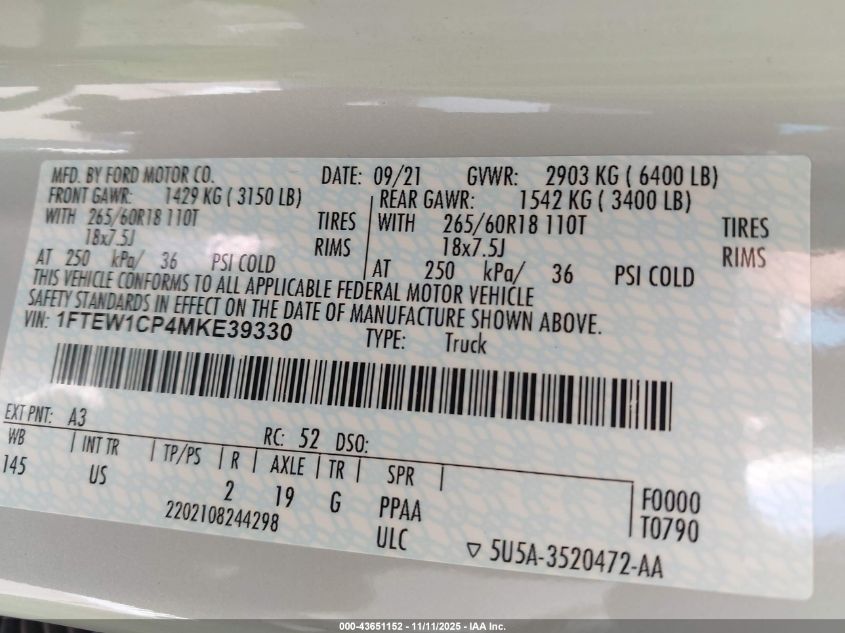 MFD. BY FORD MOTOR CO. DATE: 09/21 GVWR: 2903 KG ( 6400 LB)
FRONT GAWR: 1429 KG ( 3150 LB) REAR GAWR: 1542 KG ( 3400 LB)
WITH 265/60R18 110T TIRES WITH 265/60R18 110T TIRES
18x7.5J RIMS 18x7.5J RIMS
AT 250 kPa/ 36 PSI COLD AT 250 kPa/ 36 PSI COLD
THIS VEHICLE CONFORMS TO ALL APPLICABLE FEDERAL MOTOR VEHICLE
SAFETY STANDARDS IN EFFECT ON THE DATE OF MANUFACTURE SHOWN ABOVE.
VIN: 1FTEW1CP4MKE39330 TYPE: Truck
EXT PNT: A3 RC: 52 DSO:
WB INT TR TP/PS R AXLE TR SPR
145 US 2 19 G PPAA F0000
2202108244298 ULC T0790
▽ 5U5A-3520472-AA
000-43651152 - 11/11/2025 - IAA Inc.